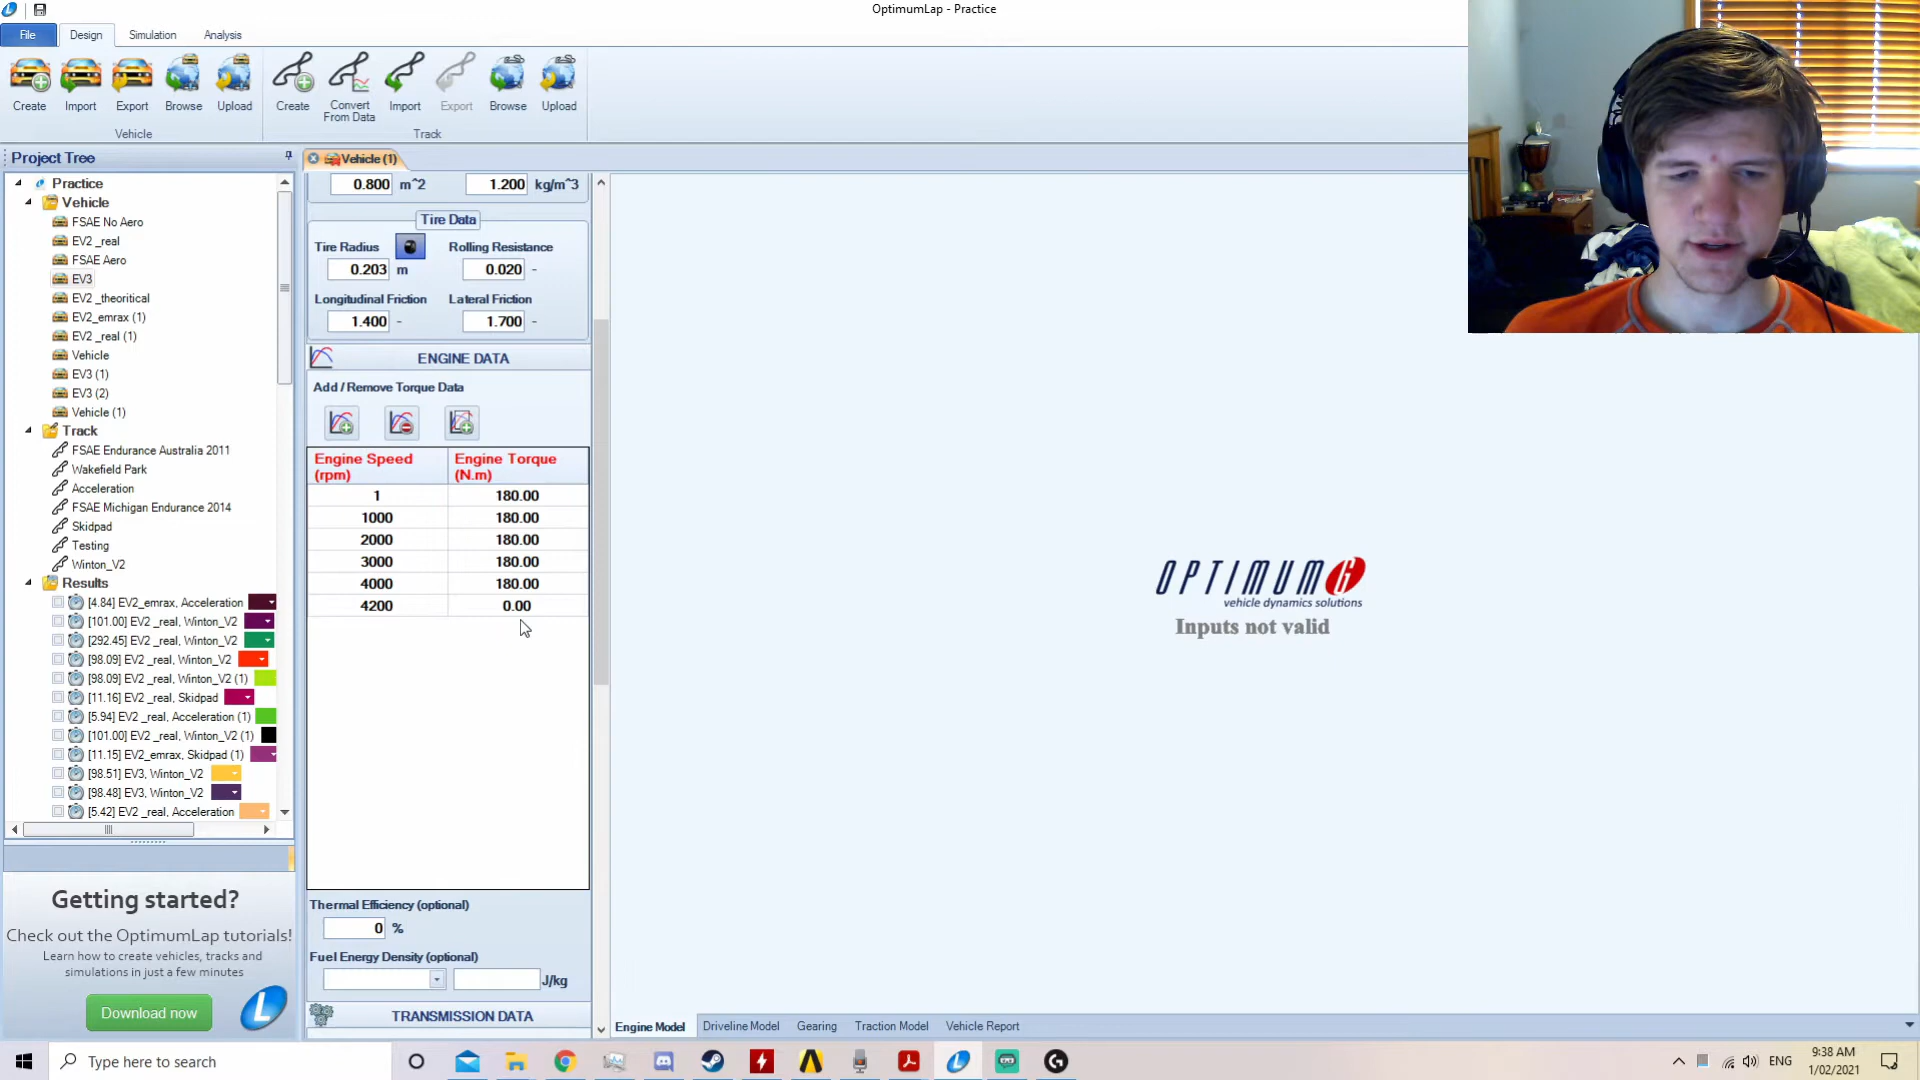 OptimumLap - Practice
File Design Simulation Analysis
Create Import Export Browse Upload Create Convert From Data Import Export Browse Upload
Vehicle Track
Project Tree
Practice
Vehicle
FSAE No Aero
EV2 _real
FSAE Aero
EV3
EV2 _theoritical
EV2_emrax (1)
EV2 _real (1)
Vehicle
EV3 (1)
EV3 (2)
Vehicle (1)
Track
FSAE Endurance Australia 2011
Wakefield Park
Acceleration
FSAE Michigan Endurance 2014
Skidpad
Testing
Winton_V2
Results
[4.84] EV2_emrax, Acceleration
[101.00] EV2 _real, Winton_V2
[292.45] EV2 _real, Winton_V2
[98.09] EV2 _real, Winton_V2
[98.09] EV2 _real, Winton_V2 (1)
[11.16] EV2 _real, Skidpad
[5.94] EV2 _real, Acceleration (1)
[101.00] EV2 _real, Winton_V2 (1)
[11.15] EV2_emrax, Skidpad (1)
[98.51] EV3, Winton_V2
[98.48] EV3, Winton_V2
[5.42] EV2 _real, Acceleration
Getting started?
Check out the OptimumLap tutorials!
Learn how to create vehicles, tracks and
simulations in just a few minutes
Download now
Vehicle (1)
0.800 m^2 1.200 kg/m^3
Tire Data
Tire Radius Rolling Resistance
0.203 m 0.020 -
Longitudinal Friction Lateral Friction
1.400 - 1.700 -
ENGINE DATA
Add / Remove Torque Data
Engine Speed (rpm) Engine Torque (N.m)
1 180.00
1000 180.00
2000 180.00
3000 180.00
4000 180.00
4200 0.00
Thermal Efficiency (optional)
0 %
Fuel Energy Density (optional)
J/kg
TRANSMISSION DATA
OPTIMUM G
vehicle dynamics solutions
Inputs not valid
Engine Model Driveline Model Gearing Traction Model Vehicle Report
Type here to search
ENG
9:38 AM
1/02/2021